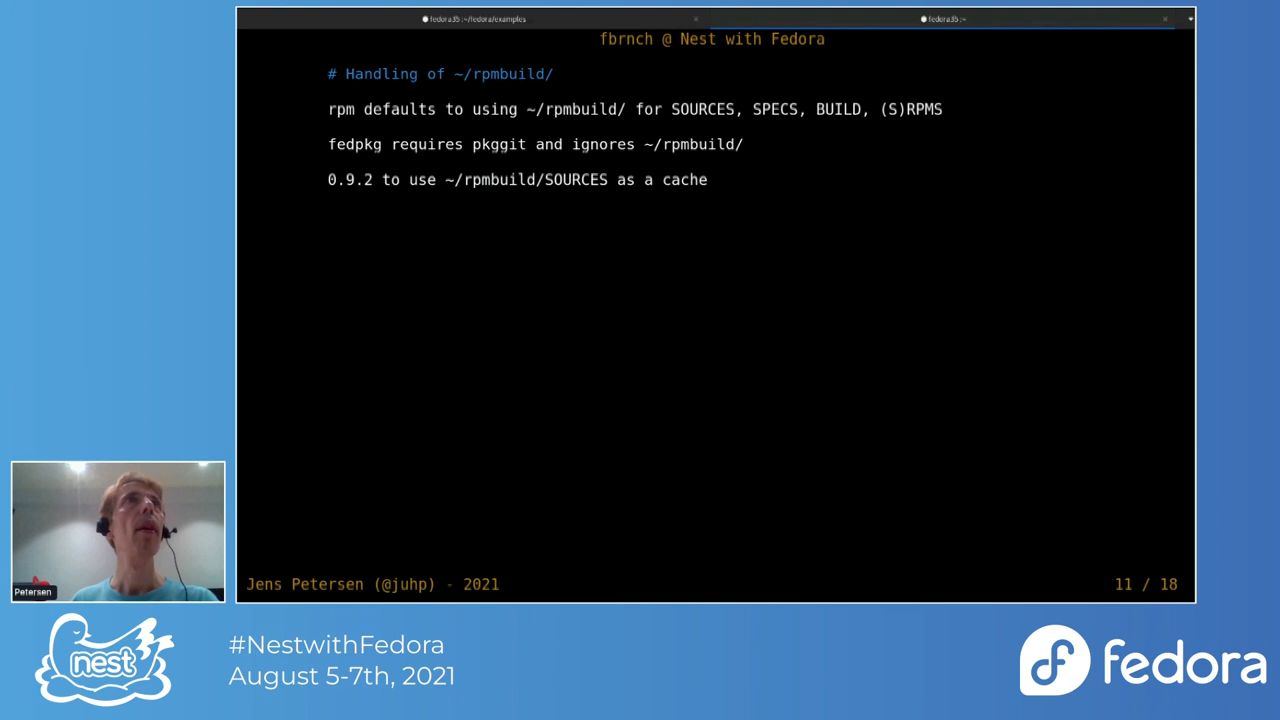 fedora35:~/fedora/examples
fedora35:~
fbrnch @ Nest with Fedora
# Handling of ~/rpmbuild/
rpm defaults to using ~/rpmbuild/ for SOURCES, SPECS, BUILD, (S)RPMS
fedpkg requires pkggit and ignores ~/rpmbuild/
0.9.2 to use ~/rpmbuild/SOURCES as a cache
Jens Petersen (@juhp) - 2021
11 / 18
Petersen
nest
#NestwithFedora
August 5-7th, 2021
fedora